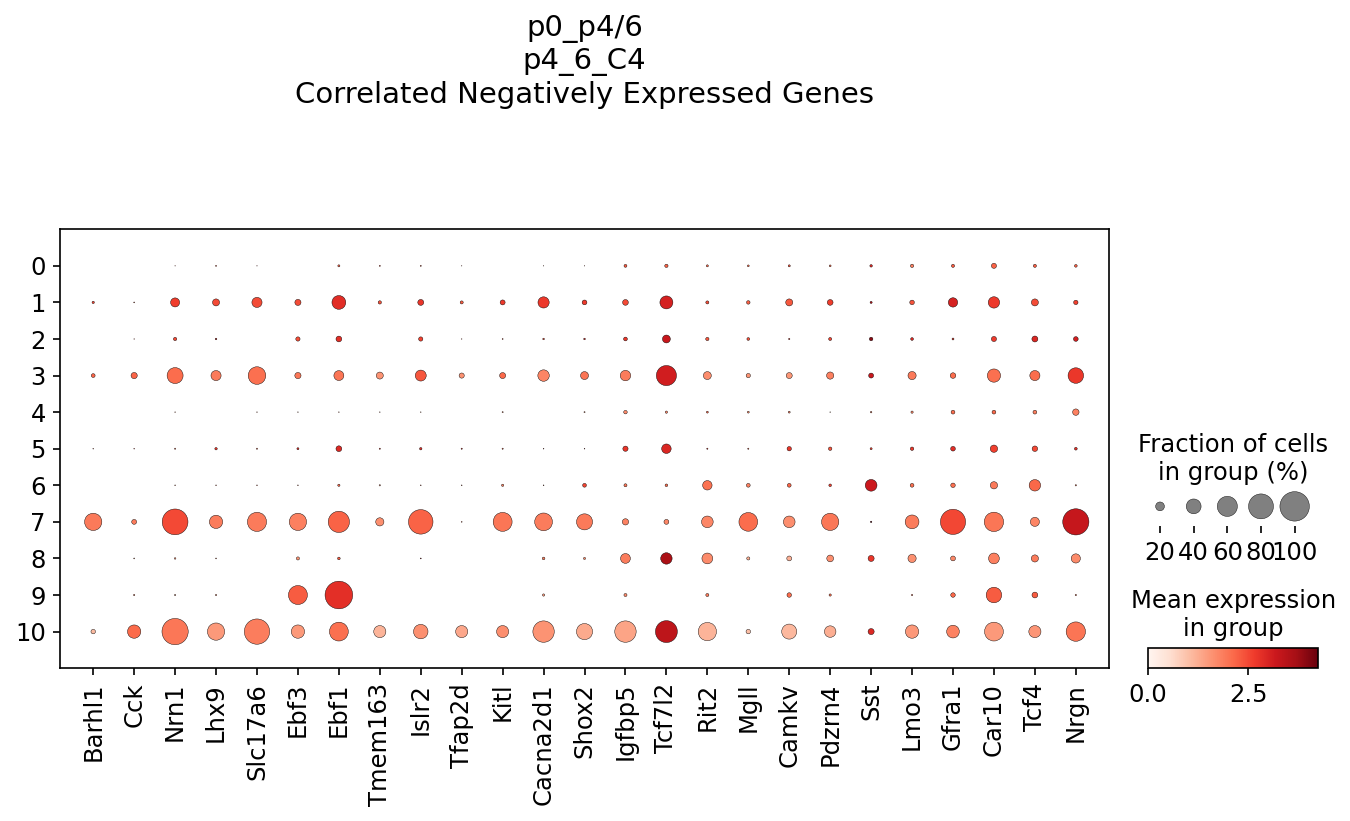 p0_p4/6
p4_6_C4
Correlated Negatively Expressed Genes
0
1
2
3
4
5
6
7
8
9
10
Barhl1
Cck
Nrn1
Lhx9
Slc17a6
Ebf3
Ebf1
Tmem163
Islr2
Tfap2d
Kitl
Cacna2d1
Shox2
Igfbp5
Tcf7l2
Rit2
Mgll
Camkv
Pdzrn4
Sst
Lmo3
Gfra1
Car10
Tcf4
Nrgn
Fraction of cells
in group (%)
20 40 60 80 100
Mean expression
in group
0.0 2.5